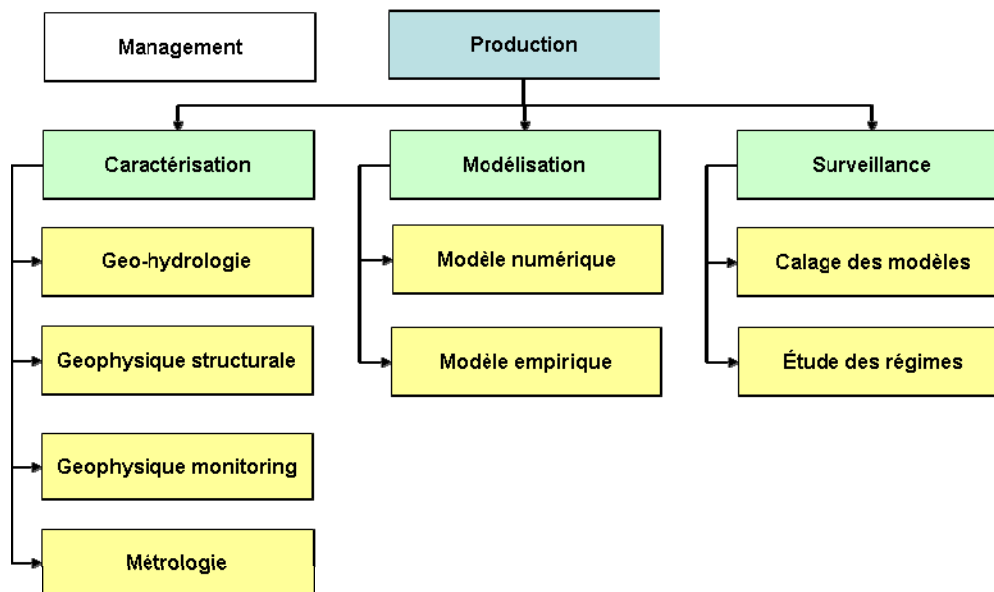 Management
Production
Caractérisation
Modélisation
Surveillance
Geo-hydrologie
Modèle numérique
Calage des modèles
Geophysique structurale
Modèle empirique
Étude des régimes
Geophysique monitoring
Métrologie